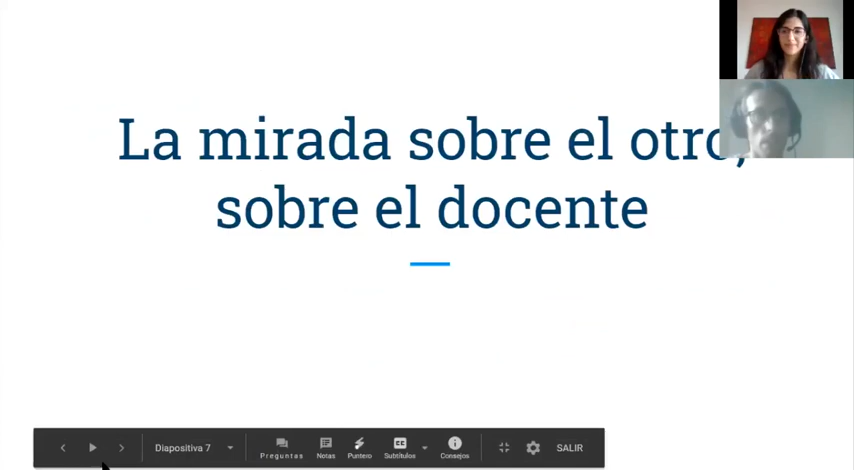 La mirada sobre el otro,
sobre el docente
Diapositiva 7
Preguntas
Notas
Puntero
Subtítulos
Consejos
SALIR